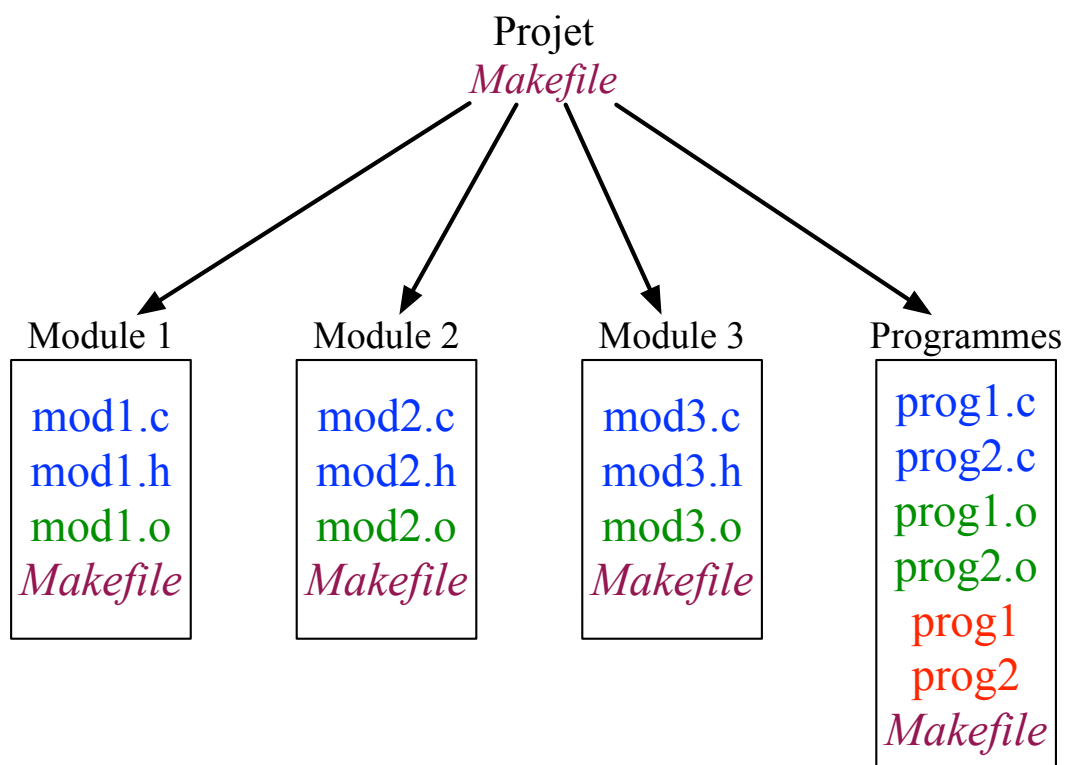 Projet
Makefile
Module 1
mod1.c
mod1.h
mod1.o
Makefile
Module 2
mod2.c
mod2.h
mod2.o
Makefile
Module 3
mod3.c
mod3.h
mod3.o
Makefile
Programmes
prog1.c
prog2.c
prog1.o
prog2.o
prog1
prog2
Makefile